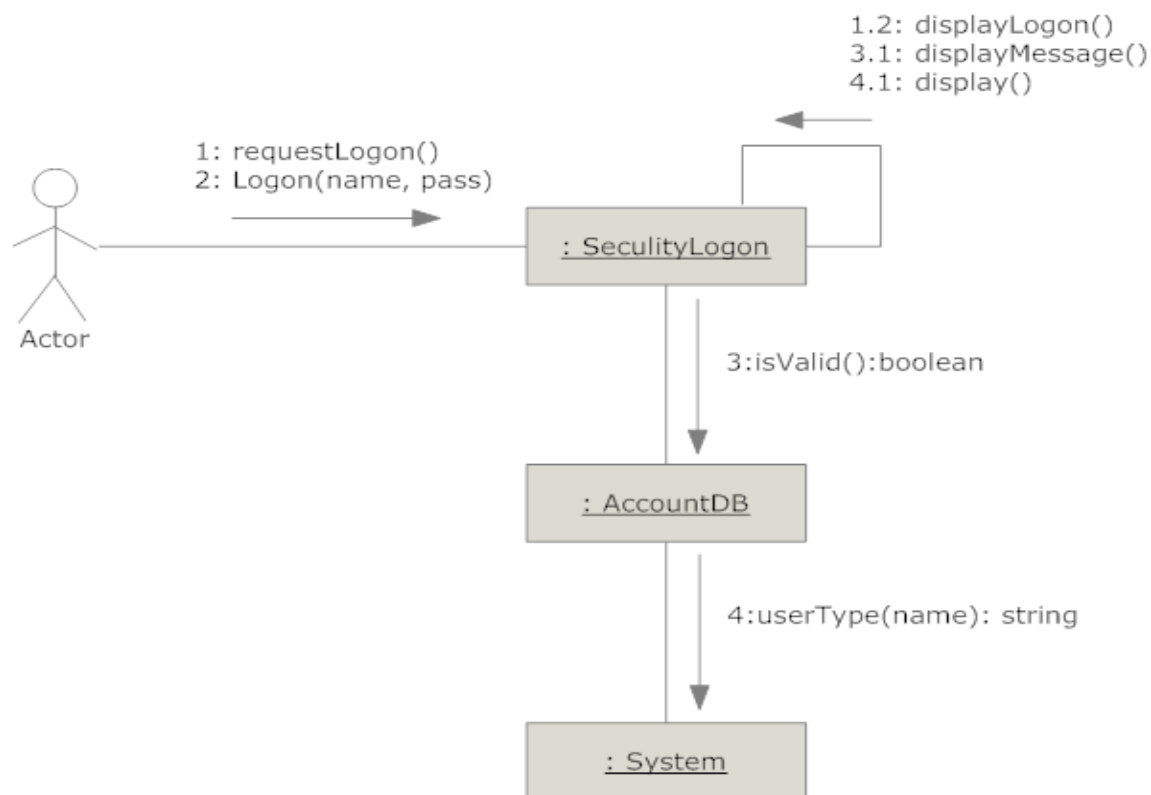 1.2: displayLogon()
3.1: displayMessage()
4.1: display()
1: requestLogon()
2: Logon(name, pass)
: SeculityLogon
Actor
3:isValid():boolean
: AccountDB
4:userType(name): string
: System